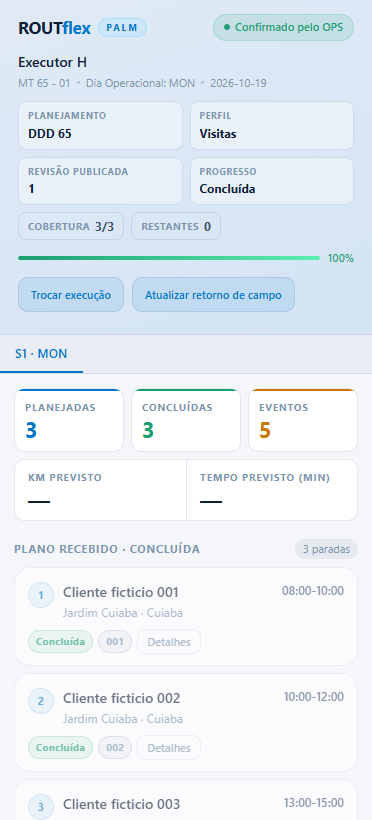 ROUTflex PALM ● Confirmado pelo OPS
Executor H
MT 65 - 01 • Dia Operacional: MON • 2026-10-19
PLANEJAMENTO PERFIL
DDD 65 Visitas
REVISÃO PUBLICADA PROGRESSO
1 Concluída
COBERTURA 3/3 RESTANTES 0
100%
Trocar execução Atualizar retorno de campo
S1 · MON
PLANEJADAS CONCLUÍDAS EVENTOS
3 3 5
KM PREVISTO TEMPO PREVISTO (MIN)
— —
PLANO RECEBIDO · CONCLUÍDA 3 paradas
1 Cliente ficticio 001 08:00-10:00
Jardim Cuiaba · Cuiaba
Concluída 001 Detalhes
2 Cliente ficticio 002 10:00-12:00
Jardim Cuiaba · Cuiaba
Concluída 002 Detalhes
3 Cliente ficticio 003 13:00-15:00